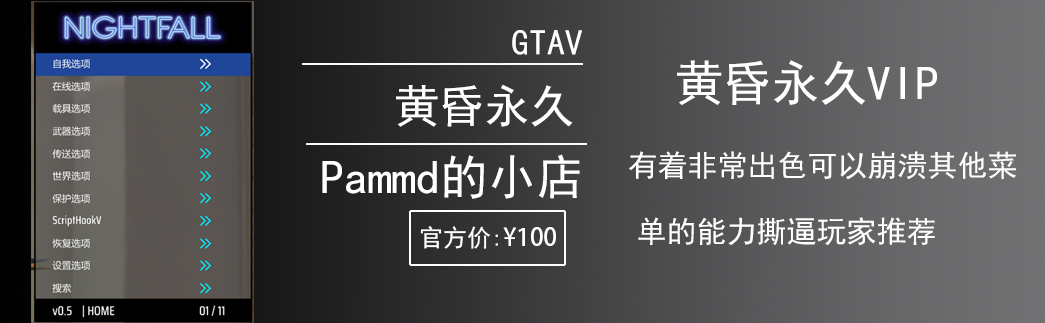 NIGHTFALL
自我选项
在线选项
载具选项
武器选项
传送选项
世界选项
保护选项
ScriptHookV
恢复选项
设置选项
搜索
v0.5 | HOME 01 / 11
GTAV
黄昏永久
Pammd的小店
官方价:¥100
黄昏永久VIP
有着非常出色可以崩溃其他菜
单的能力撕逼玩家推荐